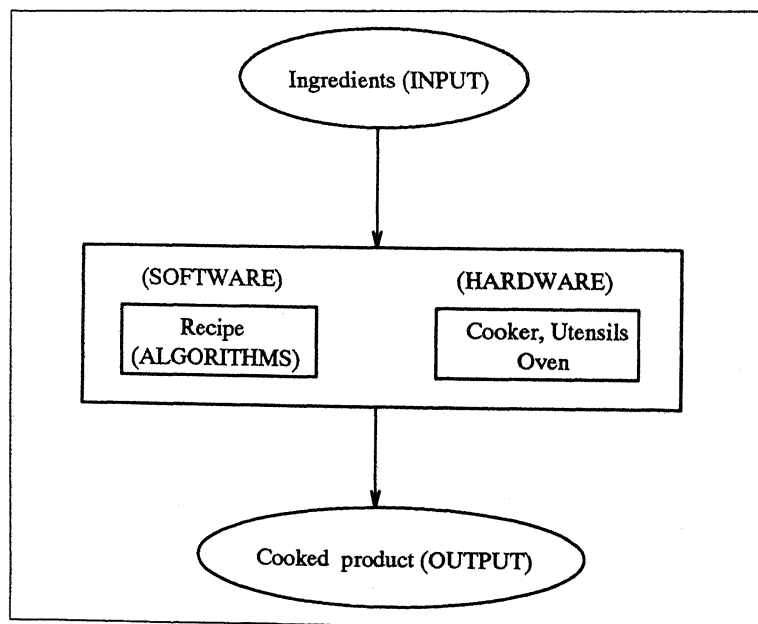 Ingredients (INPUT)
(SOFTWARE)
(HARDWARE)
Recipe
(ALGORITHMS)
Cooker, Utensils
Oven
Cooked product (OUTPUT)